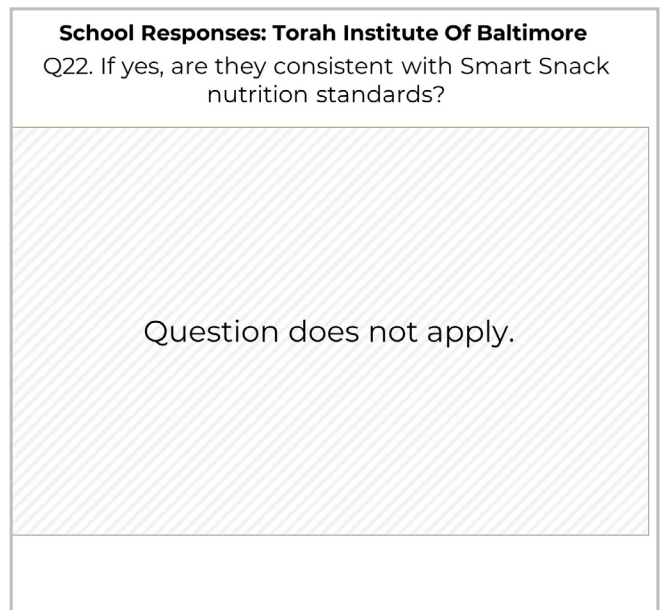 School Responses: Torah Institute Of Baltimore
Q22. If yes, are they consistent with Smart Snack
nutrition standards?
Question does not apply.